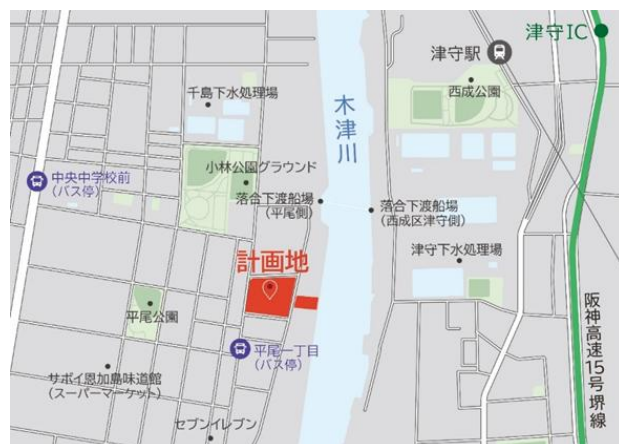 津守IC
津守駅
西成公園
千島下水処理場
木津川
小林公園グラウンド
中央中学校前
(バス停)
落合下渡船場
(平尾側)
落合下渡船場
(西成区津守側)
津守下水処理場
計画地
平尾公園
平尾一丁目
(バス停)
阪神高速15号堺線
サボイ恩加島味道館
(スーパーマーケット)
セブンイレブン